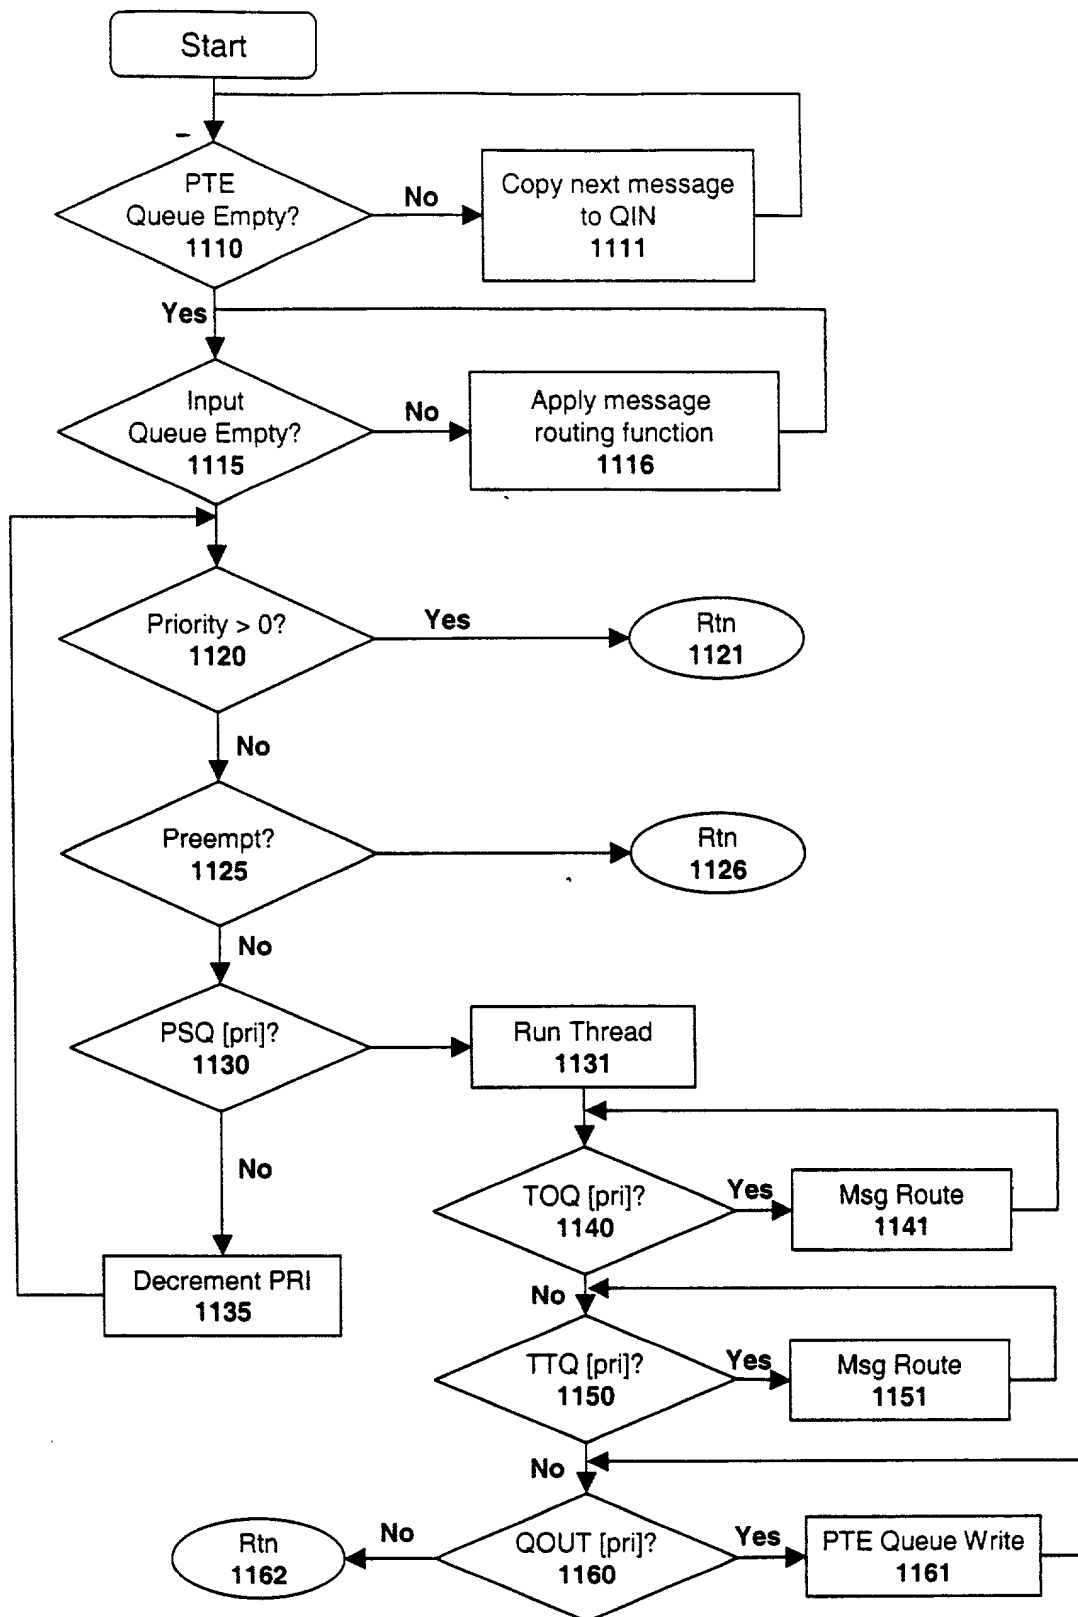 Start
PTE
Queue Empty?
1110
No
Copy next message
to QIN
1111
Yes
Input
Queue Empty?
1115
No
Apply message
routing function
1116
Priority > 0?
1120
Yes
Rtn
1121
No
Preempt?
1125
Rtn
1126
No
PSQ [pri]?
1130
Run Thread
1131
No
TOQ [pri]?
1140
Yes
Msg Route
1141
Decrement PRI
1135
No
TTQ [pri]?
1150
Yes
Msg Route
1151
No
Rtn
1162
No
QOUT [pri]?
1160
Yes
PTE Queue Write
1161